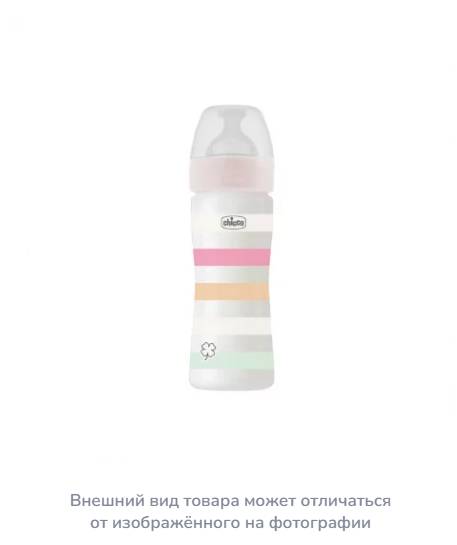 chicco
Внешний вид товара может отличаться
от изображённого на фотографии